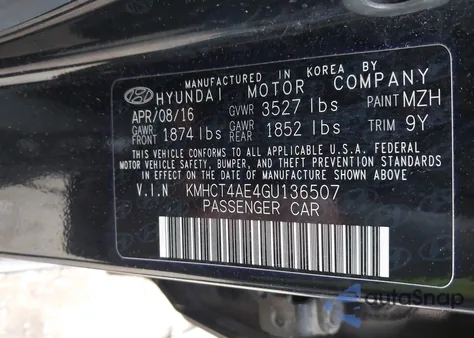 MANUFACTURED IN KOREA BY
HYUNDAI MOTOR COMPANY
APR/08/16 GVWR 3527 lbs PAINT MZH
GAWR FRONT 1874 lbs GAWR REAR 1852 lbs TRIM 9Y
THIS VEHICLE CONFORMS TO ALL APPLICABLE U.S.A. FEDERAL
MOTOR VEHICLE SAFETY, BUMPER, AND THEFT PREVENTION STANDARDS
IN EFFECT ON THE DATE OF MANUFACTURE SHOWN ABOVE.
V.I.N KMHCT4AE4GU136507
PASSENGER CAR
autoSnap